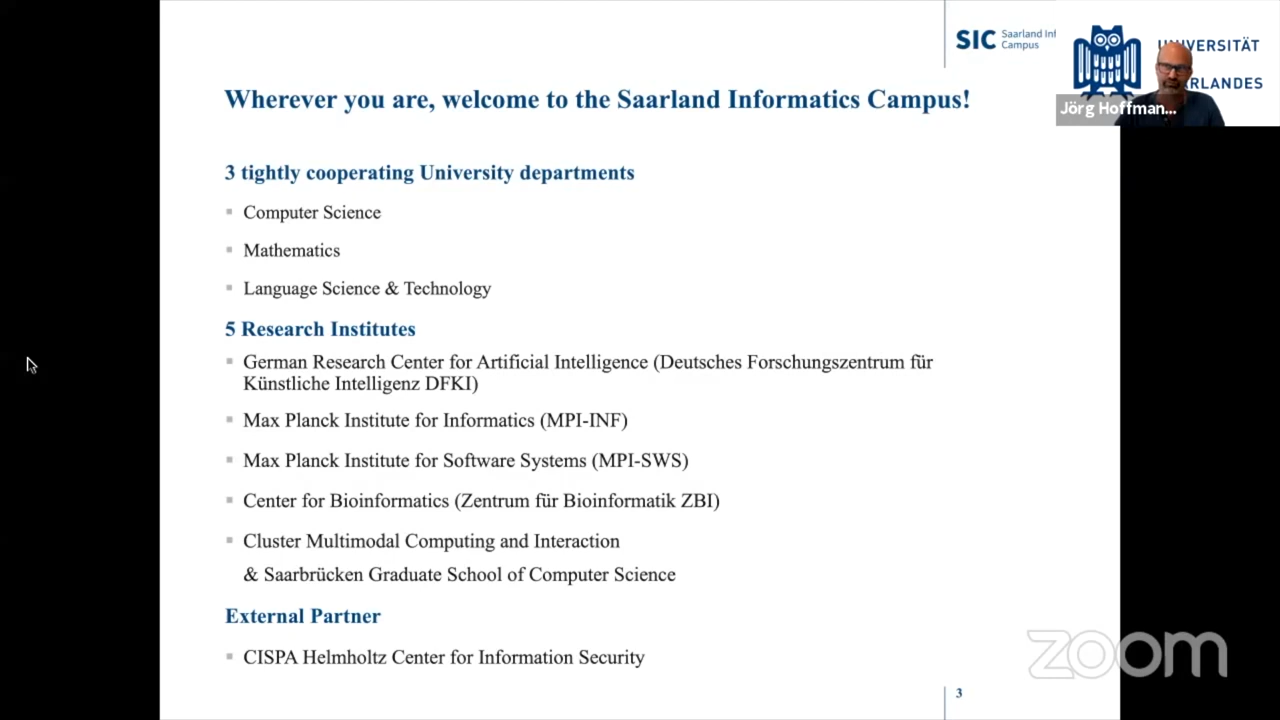 SIC Saarland Inf
Campus
UNIVERSITÄT
RLANDES
Jörg Hoffman...
Wherever you are, welcome to the Saarland Informatics Campus!
3 tightly cooperating University departments
Computer Science
Mathematics
Language Science & Technology
5 Research Institutes
German Research Center for Artificial Intelligence (Deutsches Forschungszentrum für
Künstliche Intelligenz DFKI)
Max Planck Institute for Informatics (MPI-INF)
Max Planck Institute for Software Systems (MPI-SWS)
Center for Bioinformatics (Zentrum für Bioinformatik ZBI)
Cluster Multimodal Computing and Interaction
& Saarbrücken Graduate School of Computer Science
External Partner
CISPA Helmholtz Center for Information Security
zoom
3